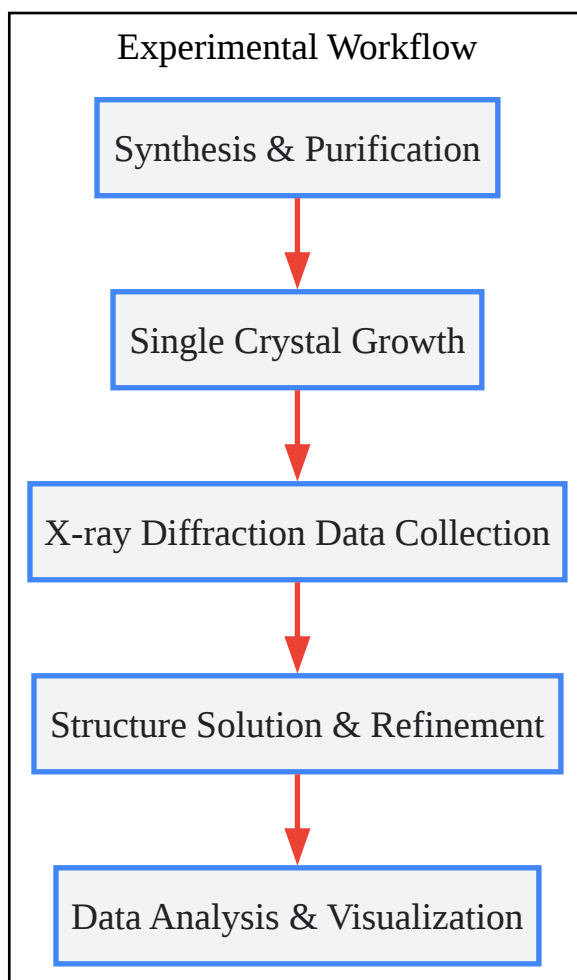 Experimental Workflow
Synthesis & Purification
Single Crystal Growth
X-ray Diffraction Data Collection
Structure Solution & Refinement
Data Analysis & Visualization